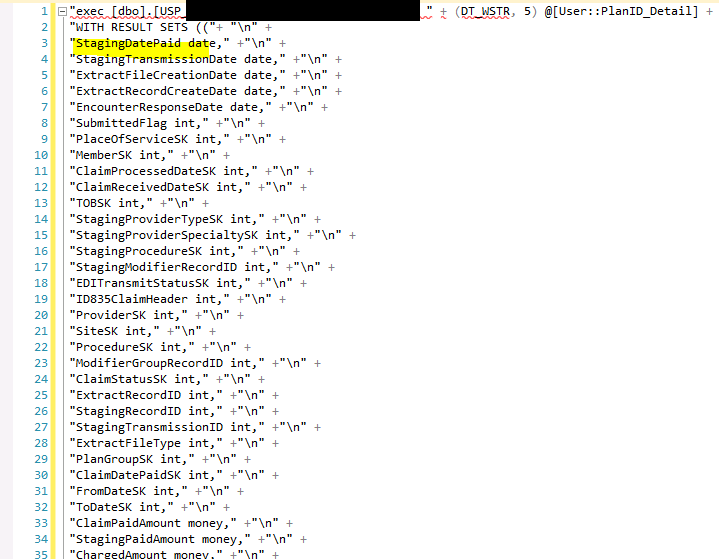 1 "exec [dbo].[USP_ " + (DT_WSTR, 5) @[User::PlanID_Detail] +
2 "WITH RESULT SETS (("+ "\n" +
3 "StagingDatePaid date," +"\n" +
4 "StagingTransmissionDate date," +"\n" +
5 "ExtractFileCreationDate date," +"\n" +
6 "ExtractRecordCreateDate date," +"\n" +
7 "EncounterResponseDate date," +"\n" +
8 "SubmittedFlag int," +"\n" +
9 "PlaceOfServiceSK int," +"\n" +
10 "MemberSK int," +"\n" +
11 "ClaimProcessedDateSK int," +"\n" +
12 "ClaimReceivedDateSK int," +"\n" +
13 "TOBSK int," +"\n" +
14 "StagingProviderTypeSK int," +"\n" +
15 "StagingProviderSpecialtySK int," +"\n" +
16 "StagingProcedureSK int," +"\n" +
17 "StagingModifierRecordID int," +"\n" +
18 "EDITransmitStatusSK int," +"\n" +
19 "ID835ClaimHeader int," +"\n" +
20 "ProviderSK int," +"\n" +
21 "SiteSK int," +"\n" +
22 "ProcedureSK int," +"\n" +
23 "ModifierGroupRecordID int," +"\n" +
24 "ClaimStatusSK int," +"\n" +
25 "ExtractRecordID int," +"\n" +
26 "StagingRecordID int," +"\n" +
27 "StagingTransmissionID int," +"\n" +
28 "ExtractFileType int," +"\n" +
29 "PlanGroupSK int," +"\n" +
30 "ClaimDatePaidSK int," +"\n" +
31 "FromDateSK int," +"\n" +
32 "ToDateSK int," +"\n" +
33 "ClaimPaidAmount money," +"\n" +
34 "StagingPaidAmount money," +"\n" +
35 "ChargedAmount money," +"\n" +